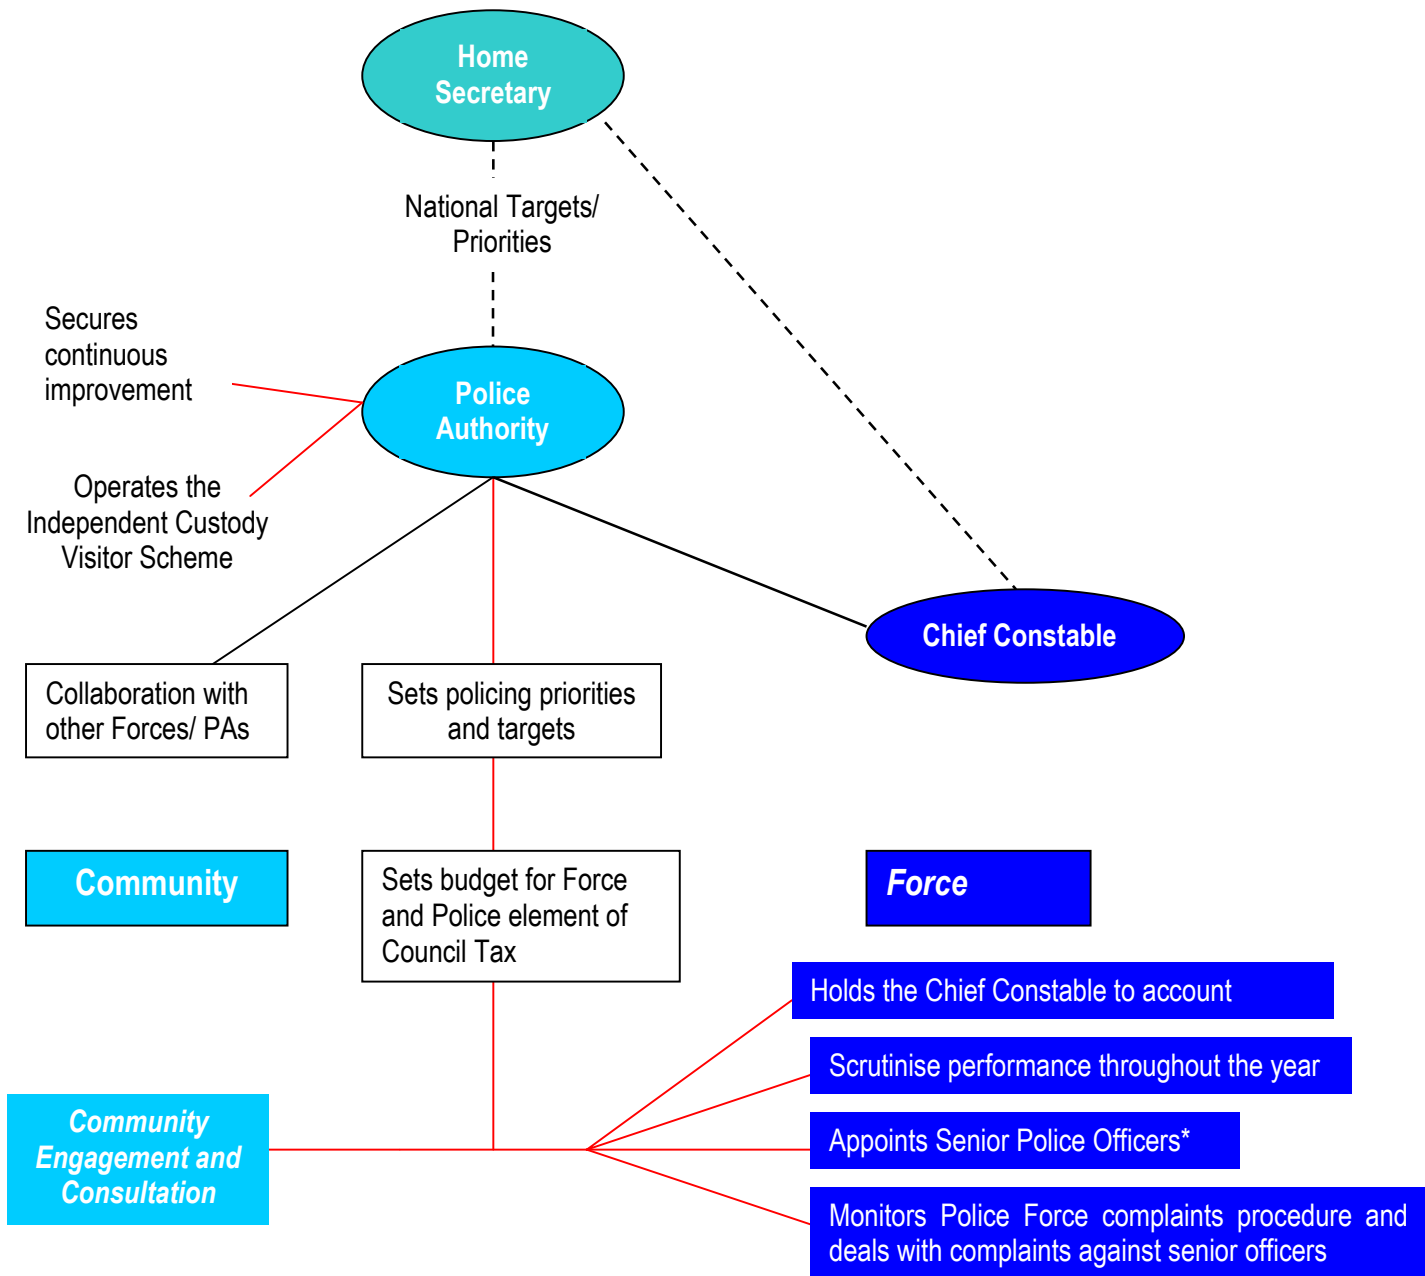 Home
Secretary
National Targets/
Priorities
Secures
continuous
improvement
Police
Authority
Operates the
Independent Custody
Visitor Scheme
Chief Constable
Collaboration with
other Forces/ PAs
Sets policing priorities
and targets
Community
Sets budget for Force
and Police element of
Council Tax
Force
Holds the Chief Constable to account
Scrutinise performance throughout the year
Community
Engagement and
Consultation
Appoints Senior Police Officers*
Monitors Police Force complaints procedure and
deals with complaints against senior officers